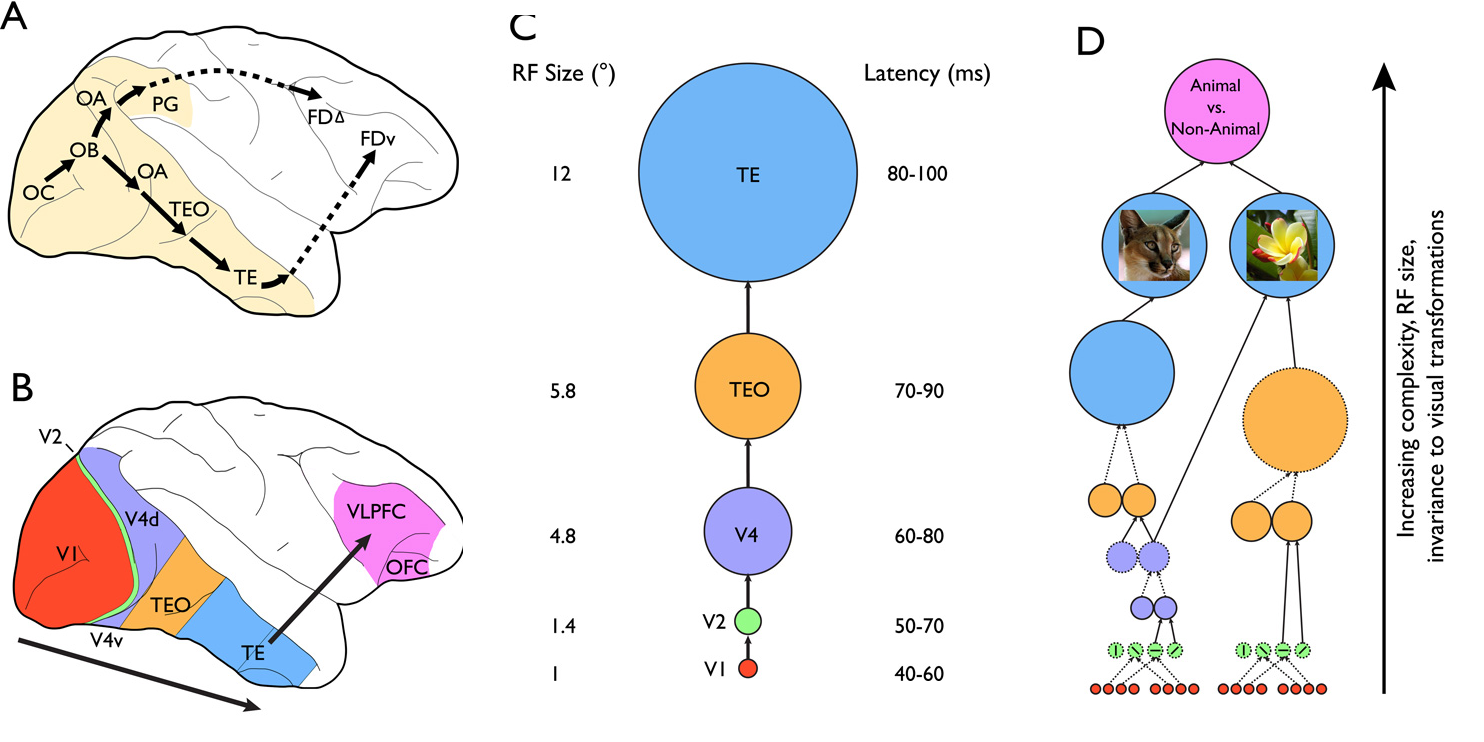 A
OA
PG
FDΔ
FDv
OB
OA
OC
TEO
TE
B
V2
V4d
VLPFC
V1
OFC
TEO
V4v
TE
C
RF Size (°)
Latency (ms)
12
TE
80-100
5.8
TEO
70-90
4.8
V4
60-80
1.4
V2
50-70
1
V1
40-60
D
Animal
vs.
Non-Animal
Increasing complexity, RF size,
invariance to visual transformations